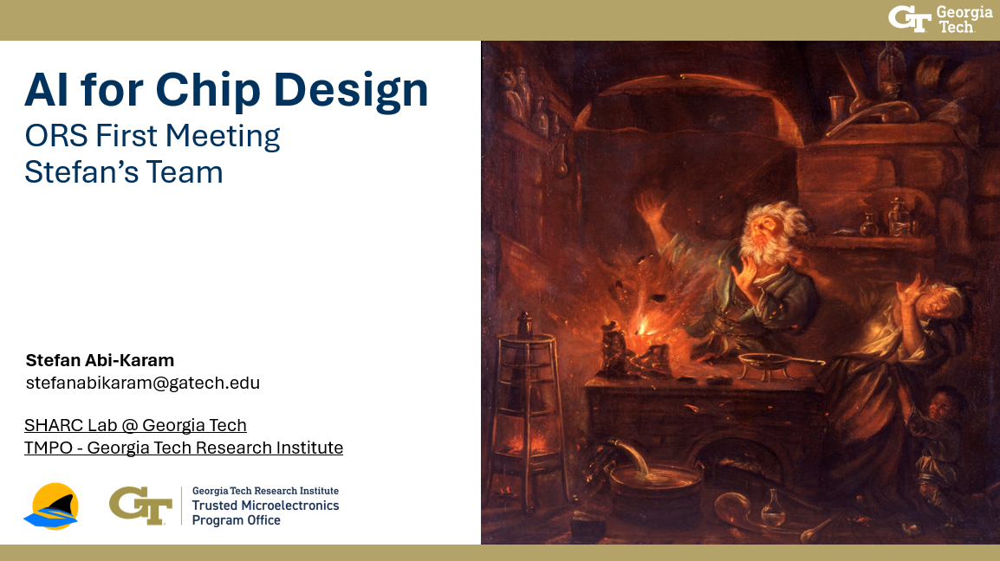 Georgia
Tech
AI for Chip Design
ORS First Meeting
Stefan’s Team
Stefan Abi-Karam
stefanabikaram@gatech.edu
SHARC Lab @ Georgia Tech
TMPO - Georgia Tech Research Institute
GT
Georgia Tech Research Institute
Trusted Microelectronics
Program Office